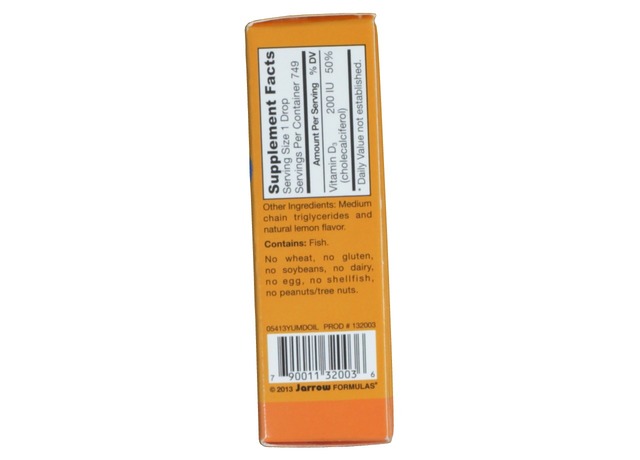 Supplement Facts
Serving Size 1 Drop
Servings Per Container 749
Amount Per Serving % DV
Vitamin D3 200 IU 50%
(cholecalciferol)
* Daily Value not established.
Other Ingredients: Medium
chain triglycerides and
natural lemon flavor.
Contains: Fish.
No wheat, no gluten,
no soybeans, no dairy,
no egg, no shellfish,
no peanuts/tree nuts.
05413YUMDOIL PROD # 132003
7 90011 32003 6
© 2013 Jarrow FORMULAS®